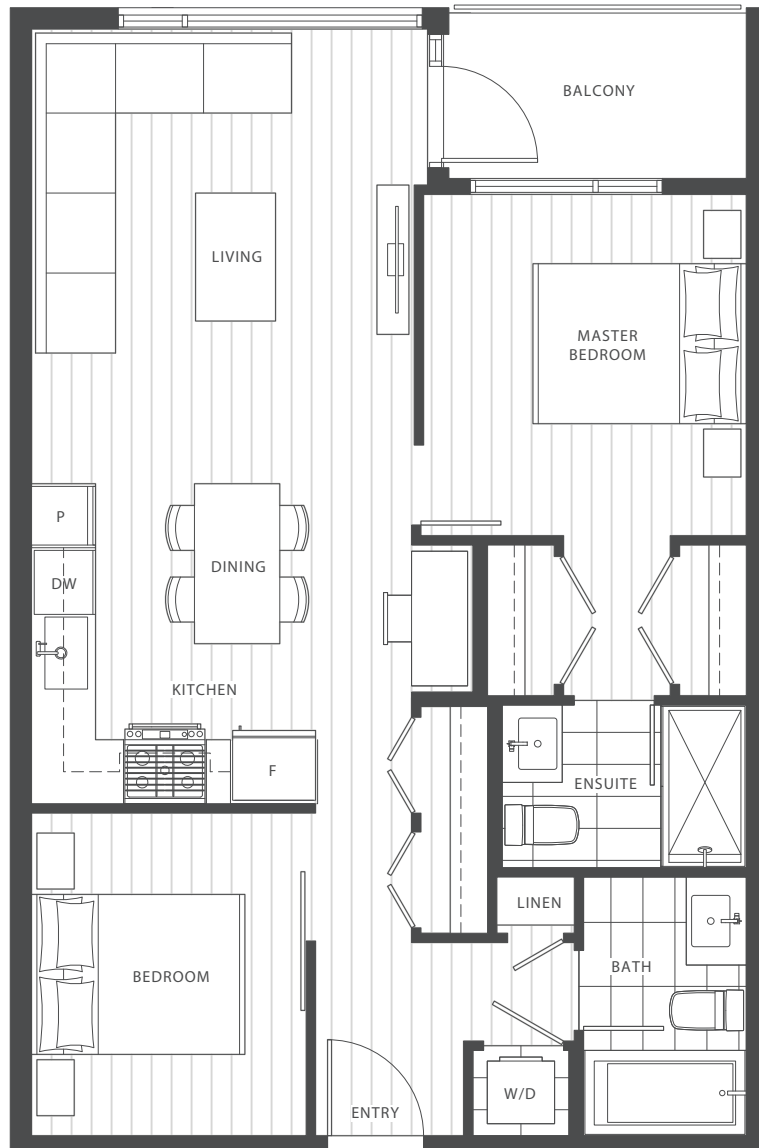 BALCONY
LIVING
MASTER
BEDROOM
P
DINING
DW
KITCHEN
F
ENSUITE
LINEN
BATH
BEDROOM
W/D
ENTRY